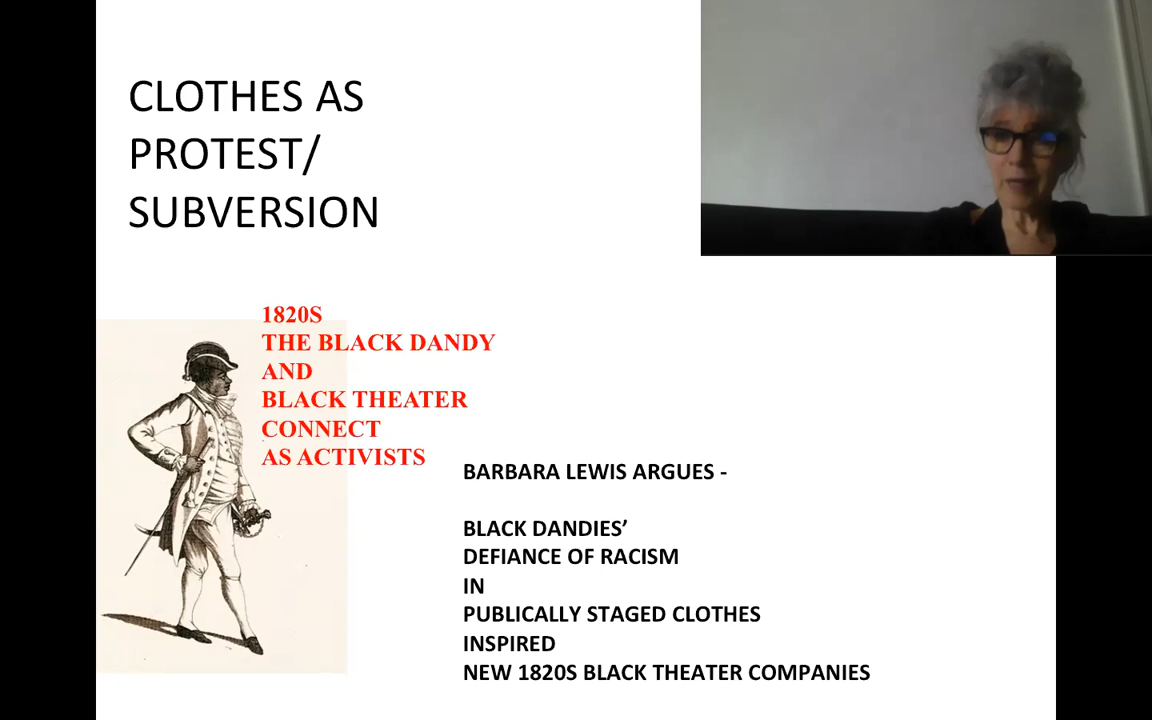 CLOTHES AS
PROTEST/
SUBVERSION
1820S
THE BLACK DANDY
AND
BLACK THEATER
CONNECT
AS ACTIVISTS
BARBARA LEWIS ARGUES -
BLACK DANDIES’
DEFIANCE OF RACISM
IN
PUBLICALLY STAGED CLOTHES
INSPIRED
NEW 1820S BLACK THEATER COMPANIES